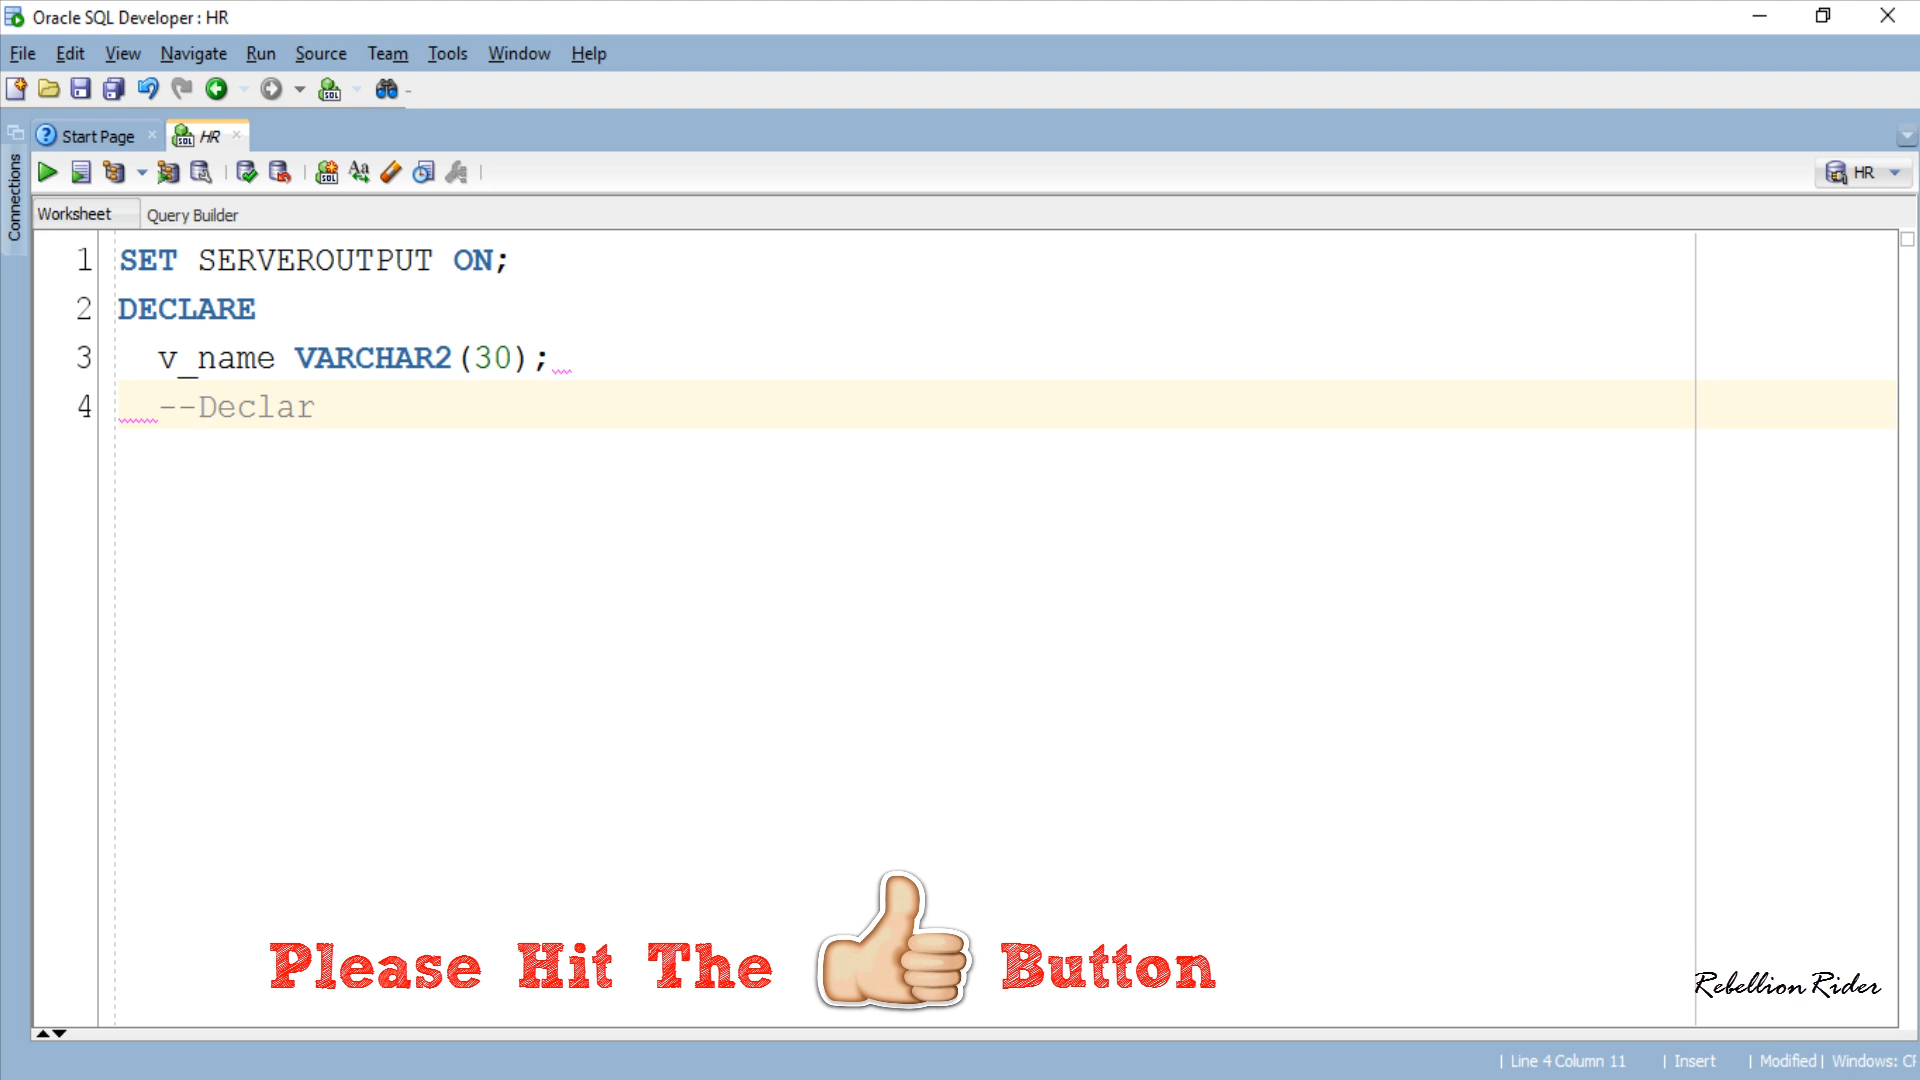 Oracle SQL Developer : HR
File Edit View Navigate Run Source Team Tools Window Help
Start Page HR
Connections
HR
Worksheet Query Builder
1 SET SERVEROUTPUT ON;
2 DECLARE
3 v_name VARCHAR2(30);
4 --Declar
Please Hit The Button
Rebellion Rider
| Line 4 Column 11 | Insert | Modified | Windows: CF